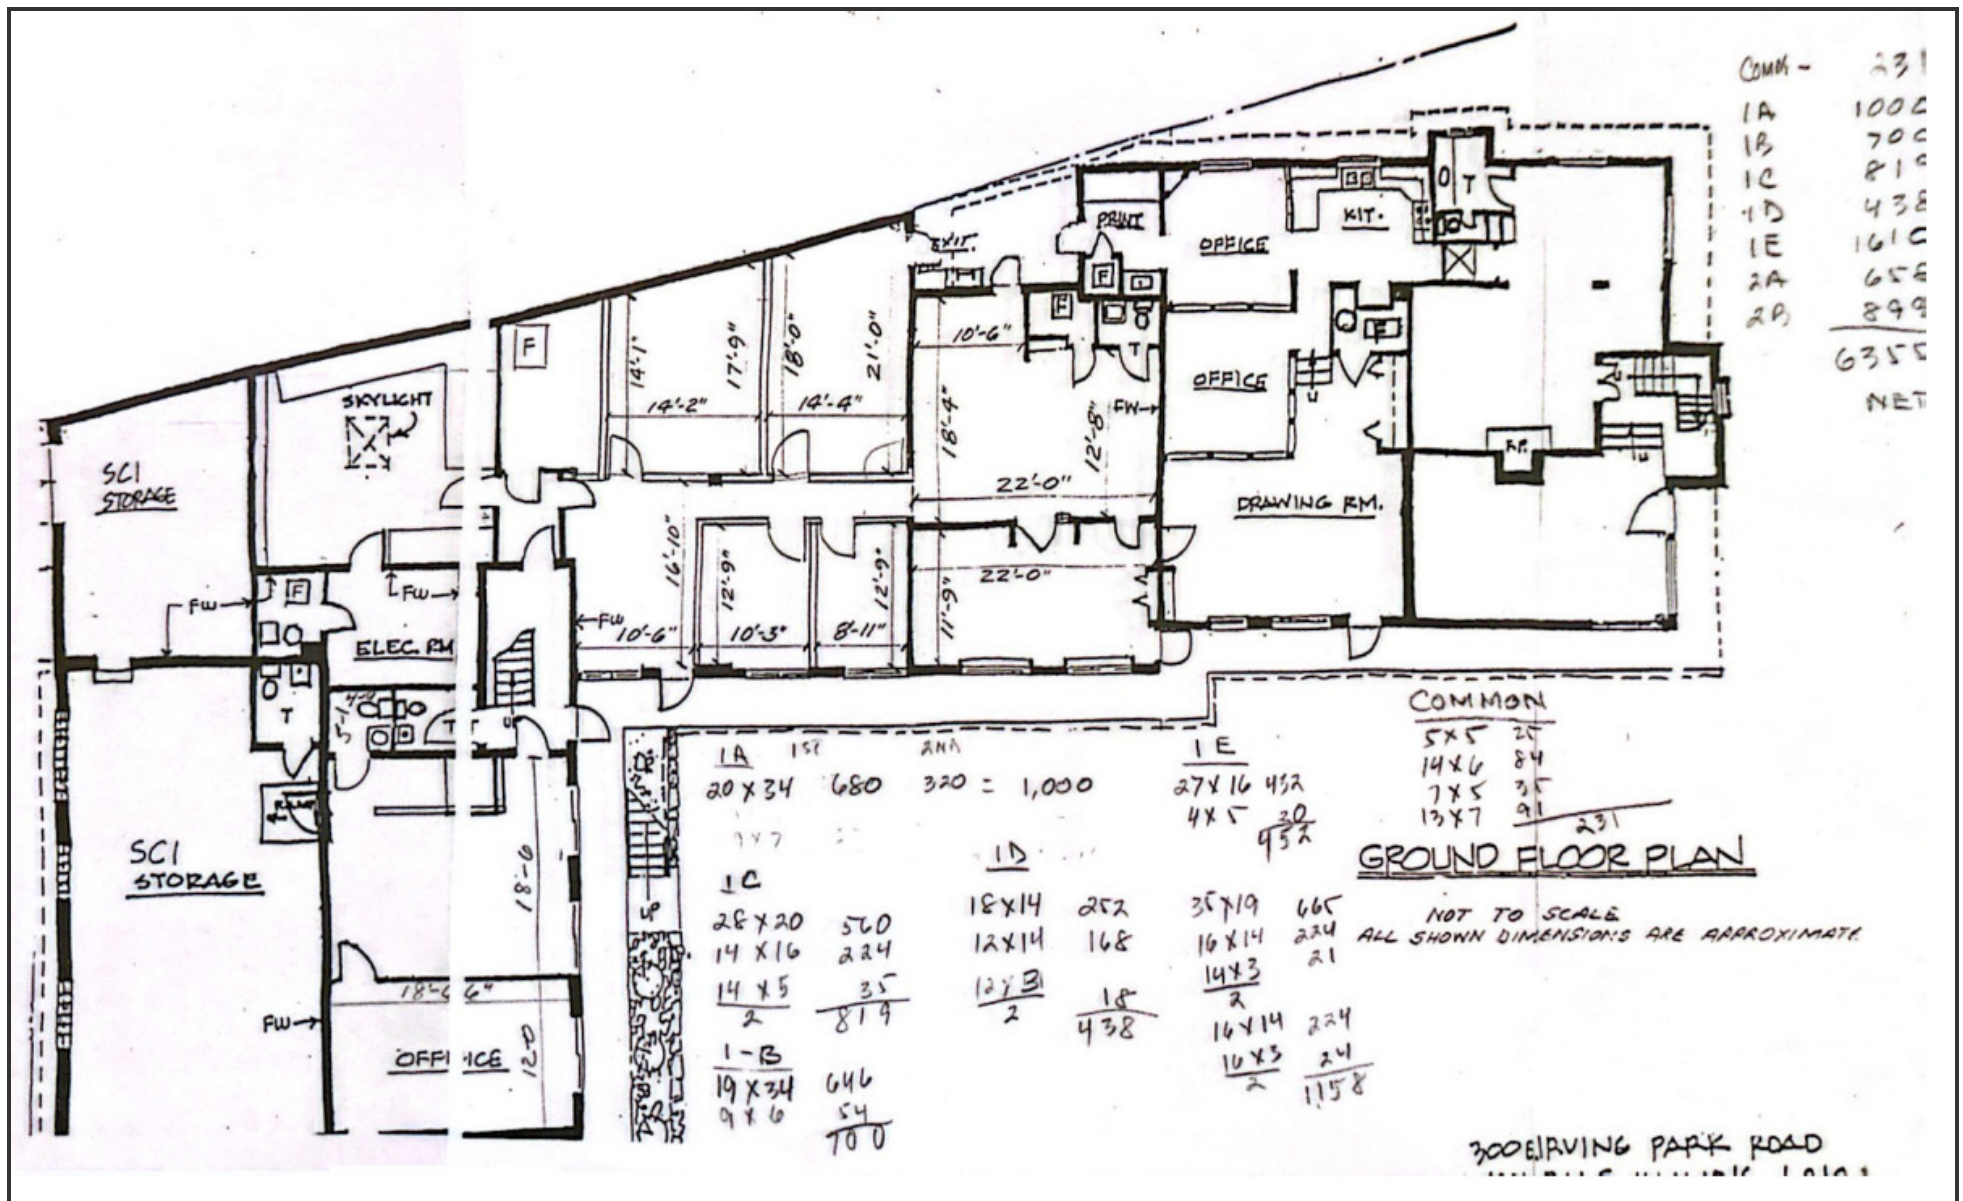 COMM - 231
1A 1000
1B 700
1C 819
1D 438
1E 1610
2A 658
2B 899
6355
NET
EXIT.
PRINT
F
OFFICE
KIT.
T
F
F
T
10'-6"
14'-1"
17'-9"
18'-0"
21'-0"
14'-2"
14'-4"
18'-4"
12'-8"
FW
OFFICE
F.P.
SKYLIGHT
22'-0"
DRAWING RM.
SCI
STORAGE
16'-10"
12'-9"
12'-9"
11'-9"
22'-0"
F
FW
FW
FW
10'-6"
10'-3"
8'-11"
ELEC. RM
T
SCI
STORAGE
18'-6"
UP
18'-6 6"
FW
OFFI ICE
12'-0
1A 1ST 2ND
20 X 34 680 320 = 1,000
1E
27 X 16 432
4 X 5 20
452
COMMON
5 X 5 25
14 X 6 84
7 X 5 35
13 X 7 91
231
GROUND FLOOR PLAN
NOT TO SCALE
ALL SHOWN DIMENSIONS ARE APPROXIMATE
1C
28 X 20 560
14 X 16 224
14 X 5 35
2 819
1-B
19 X 34 646
9 X 6 54
700
1D
18 X 14 252
12 X 14 168
12 X 3 18
2 438
35 X 19 665
16 X 14 224
14 X 3 21
2
16 X 14 224
16 X 3 24
2 1158
300 E IRVING PARK ROAD